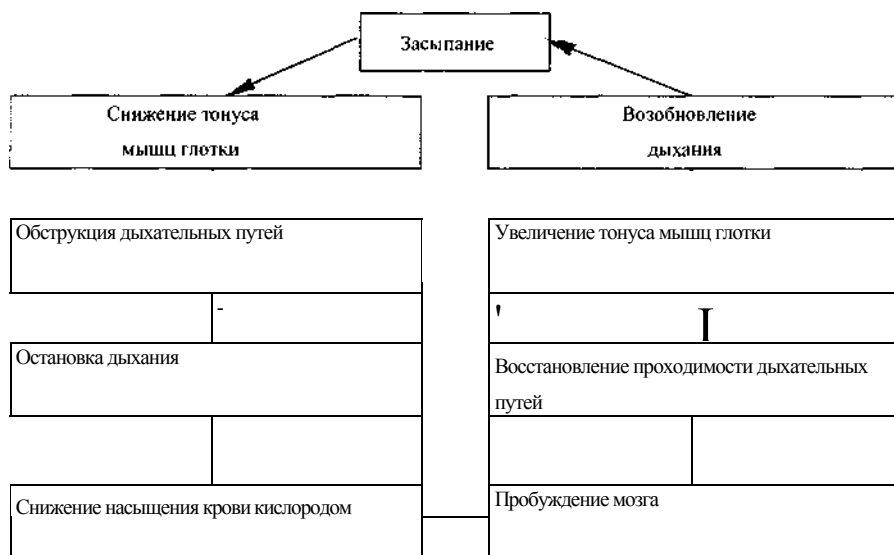 Засыпание
Снижение тонуса
мышц глотки
Возобновление
дыхания
Обструкция дыхательных путей
Увеличение тонуса мышц глотки
-
'
I
Остановка дыхания
Восстановление проходимости дыхательных
путей
Снижение насыщения крови кислородом
Пробуждение мозга